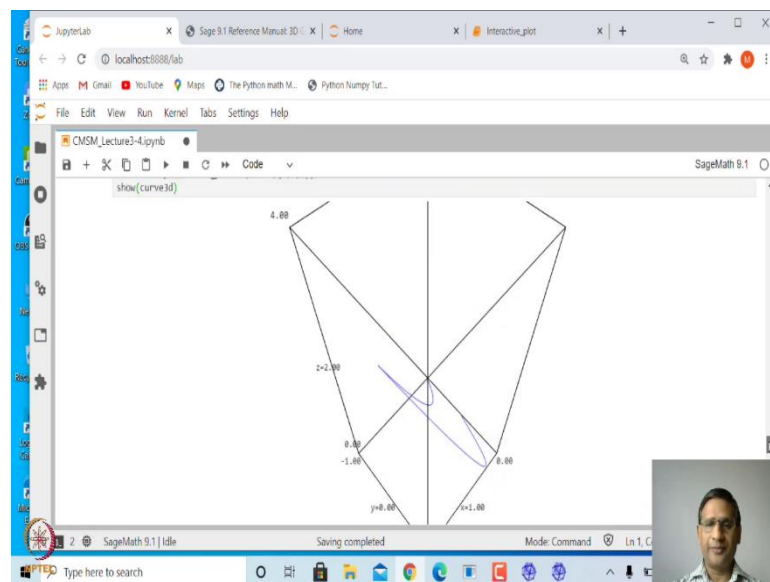 JupyterLab
Sage 9.1 Reference Manual: 3D G
Home
Interactive_plot
localhost:8888/lab
Apps
Gmail
YouTube
Maps
The Python math M...
Python Numpy Tut...
File Edit View Run Kernel Tabs Settings Help
CMSM_Lecture3-4.ipynb
Code
SageMath 9.1
show(curve3d)
4.00
z=2.00
0.00
-1.00
0.00
y=0.00
x=1.00
2
SageMath 9.1 | Idle
Saving completed
Mode: Command
Ln 1, C
NPTEL
Type here to search